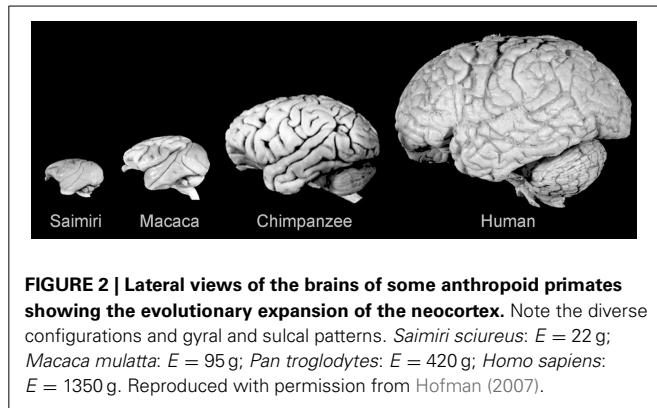 Saimiri Macaca Chimpanzee Human
FIGURE 2 | Lateral views of the brains of some anthropoid primates
showing the evolutionary expansion of the neocortex. Note the diverse
configurations and gyral and sulcal patterns. Saimiri sciureus: E = 22 g;
Macaca mulatta: E = 95 g; Pan troglodytes: E = 420 g; Homo sapiens:
E = 1350 g. Reproduced with permission from Hofman (2007).